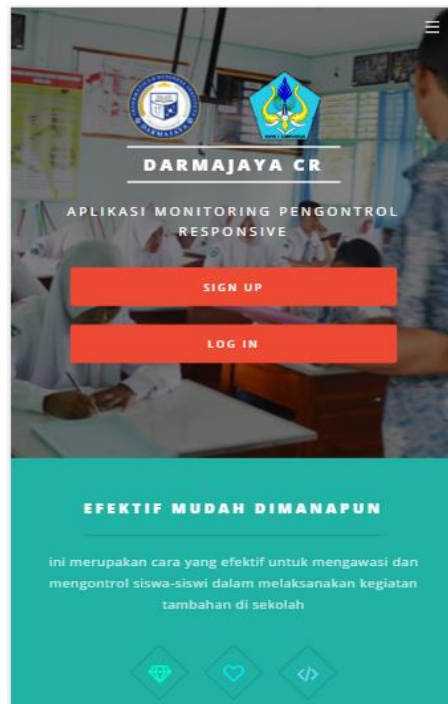 DARMAJAYA
DARMAJAYA CR
APLIKASI MONITORING PENGONTROL
RESPONSIVE
SIGN UP
LOG IN
EFEKTIF MUDAH DIMANAPUN
ini merupakan cara yang efektif untuk mengawasi dan
mengontrol siswa-siswi dalam melaksanakan kegiatan
tambahan di sekolah